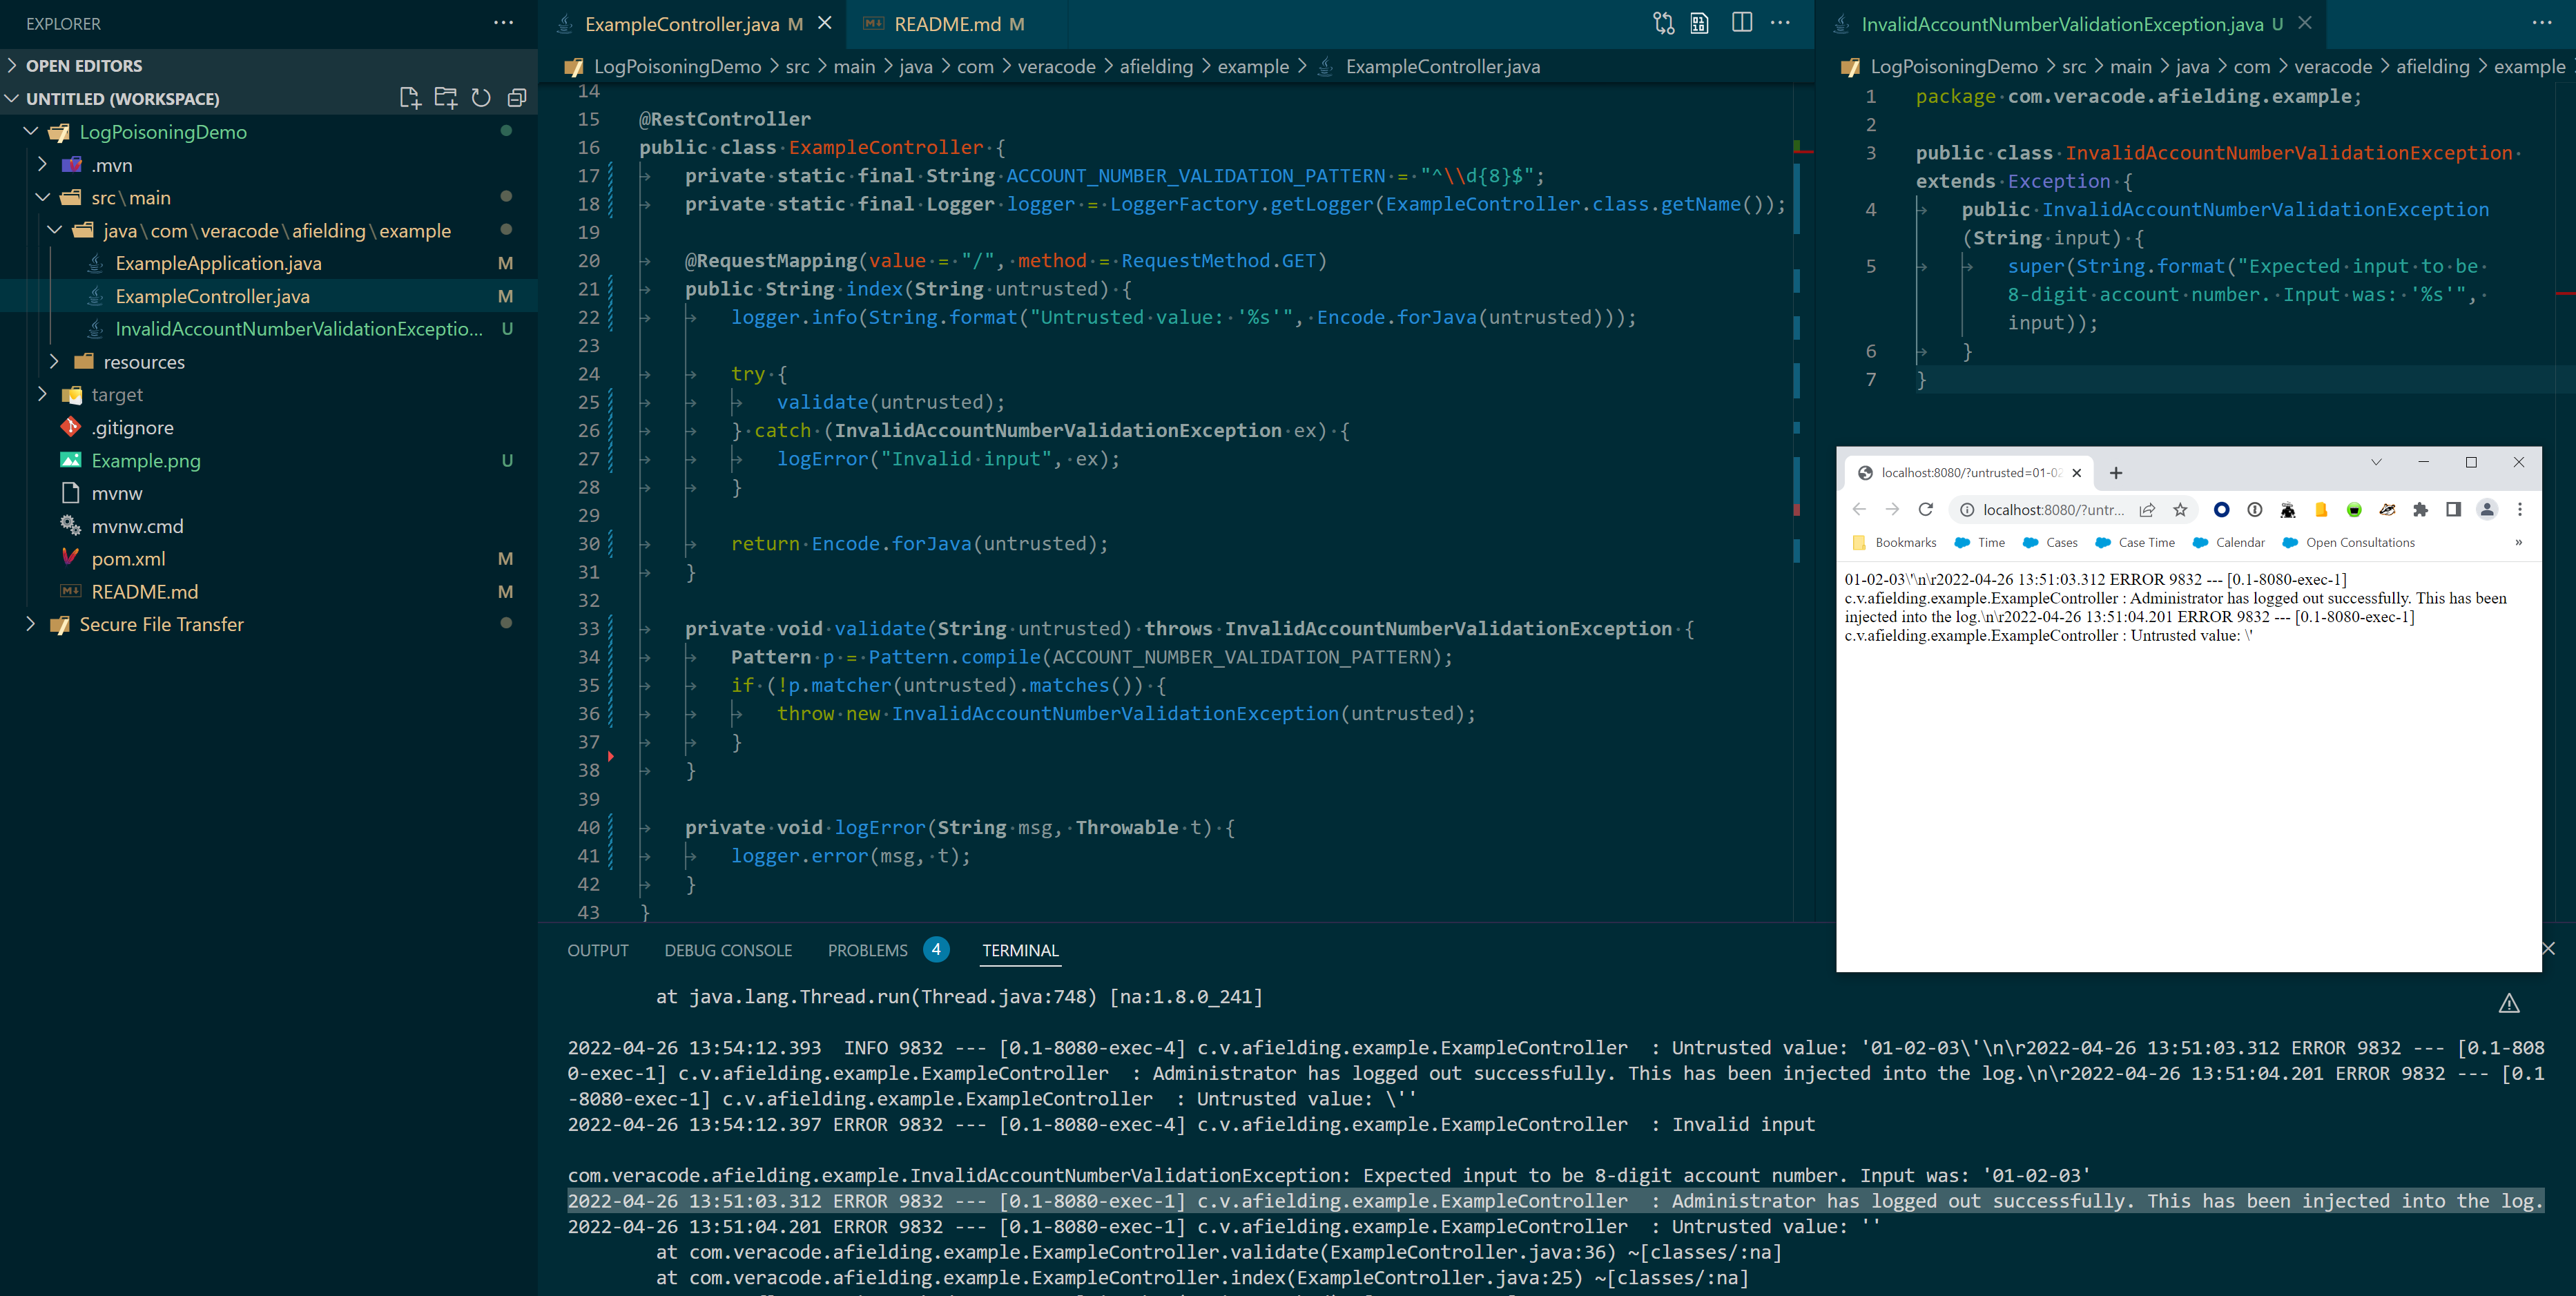 EXPLORER
OPEN EDITORS
UNTITLED (WORKSPACE)
LogPoisoningDemo
.mvn
src\main
java\com\veracode\afielding\example
ExampleApplication.java M
ExampleController.java M
InvalidAccountNumberValidationExceptio... U
resources
target
.gitignore
Example.png U
mvnw
mvnw.cmd
pom.xml M
README.md M
Secure File Transfer
ExampleController.java M
README.md M
LogPoisoningDemo > src > main > java > com > veracode > afielding > example > ExampleController.java
14
15 @RestController
16 public class ExampleController {
17 private static final String ACCOUNT_NUMBER_VALIDATION_PATTERN = "^\\d{8}$";
18 private static final Logger logger = LoggerFactory.getLogger(ExampleController.class.getName());
19
20 @RequestMapping(value = "/", method = RequestMethod.GET)
21 public String index(String untrusted) {
22 logger.info(String.format("Untrusted value: '%s'", Encode.forJava(untrusted)));
23
24 try {
25 validate(untrusted);
26 } catch (InvalidAccountNumberValidationException ex) {
27 logError("Invalid input", ex);
28 }
29
30 return Encode.forJava(untrusted);
31 }
32
33 private void validate(String untrusted) throws InvalidAccountNumberValidationException {
34 Pattern p = Pattern.compile(ACCOUNT_NUMBER_VALIDATION_PATTERN);
35 if (!p.matcher(untrusted).matches()) {
36 throw new InvalidAccountNumberValidationException(untrusted);
37 }
38 }
39
40 private void logError(String msg, Throwable t) {
41 logger.error(msg, t);
42 }
43 }
InvalidAccountNumberValidationException.java U
LogPoisoningDemo > src > main > java > com > veracode > afielding > example
1 package com.veracode.afielding.example;
2
3 public class InvalidAccountNumberValidationException
extends Exception {
4 public InvalidAccountNumberValidationException
(String input) {
5 super(String.format("Expected input to be
8-digit account number. Input was: '%s'",
input));
6 }
7 }
localhost:8080/?untrusted=01-02
localhost:8080/?untr...
Bookmarks Time Cases Case Time Calendar Open Consultations »
01-02-03\'\n\r2022-04-26 13:51:03.312 ERROR 9832 --- [0.1-8080-exec-1]
c.v.afielding.example.ExampleController : Administrator has logged out successfully. This has been
injected into the log.\n\r2022-04-26 13:51:04.201 ERROR 9832 --- [0.1-8080-exec-1]
c.v.afielding.example.ExampleController : Untrusted value: \'
OUTPUT DEBUG CONSOLE PROBLEMS 4 TERMINAL
at java.lang.Thread.run(Thread.java:748) [na:1.8.0_241]
2022-04-26 13:54:12.393 INFO 9832 --- [0.1-8080-exec-4] c.v.afielding.example.ExampleController : Untrusted value: '01-02-03\'\n\r2022-04-26 13:51:03.312 ERROR 9832 --- [0.1-808
0-exec-1] c.v.afielding.example.ExampleController : Administrator has logged out successfully. This has been injected into the log.\n\r2022-04-26 13:51:04.201 ERROR 9832 --- [0.1
-8080-exec-1] c.v.afielding.example.ExampleController : Untrusted value: \''
2022-04-26 13:54:12.397 ERROR 9832 --- [0.1-8080-exec-4] c.v.afielding.example.ExampleController : Invalid input
com.veracode.afielding.example.InvalidAccountNumberValidationException: Expected input to be 8-digit account number. Input was: '01-02-03'
2022-04-26 13:51:03.312 ERROR 9832 --- [0.1-8080-exec-1] c.v.afielding.example.ExampleController : Administrator has logged out successfully. This has been injected into the log.
2022-04-26 13:51:04.201 ERROR 9832 --- [0.1-8080-exec-1] c.v.afielding.example.ExampleController : Untrusted value: ''
at com.veracode.afielding.example.ExampleController.validate(ExampleController.java:36) ~[classes/:na]
at com.veracode.afielding.example.ExampleController.index(ExampleController.java:25) ~[classes/:na]